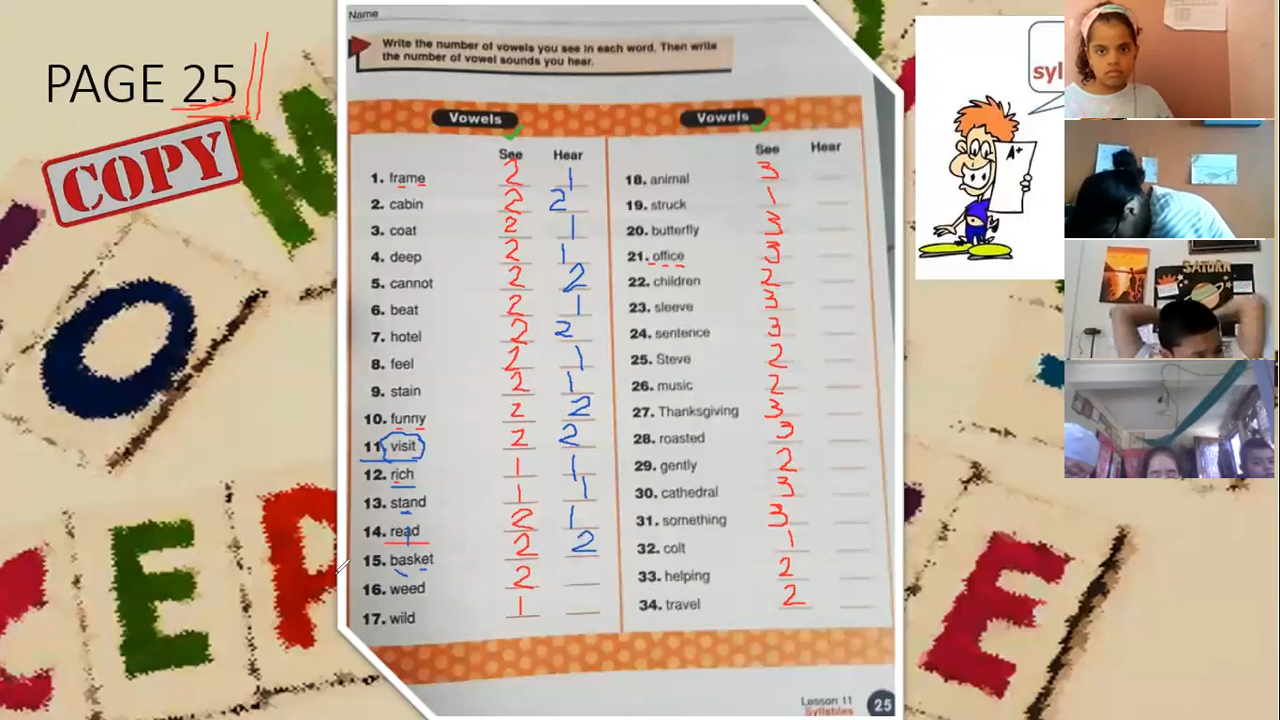 PAGE 25
COPY
Name
Write the number of vowels you see in each word. Then write
the number of vowel sounds you hear.
Vowels
See Hear
1. frame 2 1
2. cabin 2 2
3. coat 2 1
4. deep 2 1
5. cannot 2 2
6. beat 2 1
7. hotel 2 2
8. feel 2 1
9. stain 2 1
10. funny 2 2
11. visit 2 2
12. rich 1 1
13. stand 1 1
14. read 2 1
15. basket 2 2
16. weed 2
17. wild 1
Vowels
See Hear
18. animal 3
19. struck 1
20. butterfly 3
21. office 3
22. children 2
23. sleeve 3
24. sentence 3
25. Steve 2
26. music 2
27. Thanksgiving 3
28. roasted 3
29. gently 2
30. cathedral 3
31. something 3
32. colt 1
33. helping 2
34. travel 2
Lesson 11
Syllables
25
syl
A+
SATURN
O
M
C E P
E